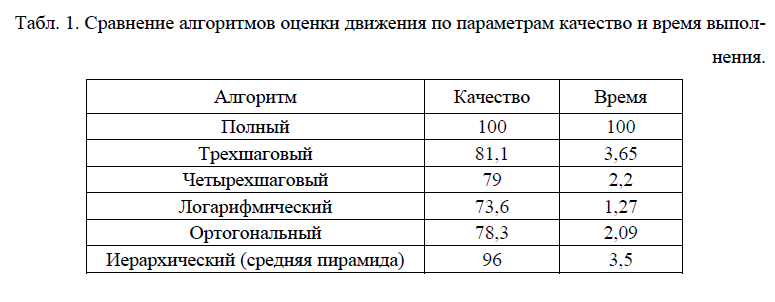 Табл. 1. Сравнение алгоритмов оценки движения по параметрам качество и время выпол-
нения.
Алгоритм Качество Время
Полный 100 100
Трехшаговый 81,1 3,65
Четырехшаговый 79 2,2
Логарифмический 73,6 1,27
Ортогональный 78,3 2,09
Иерархический (средняя пирамида) 96 3,5